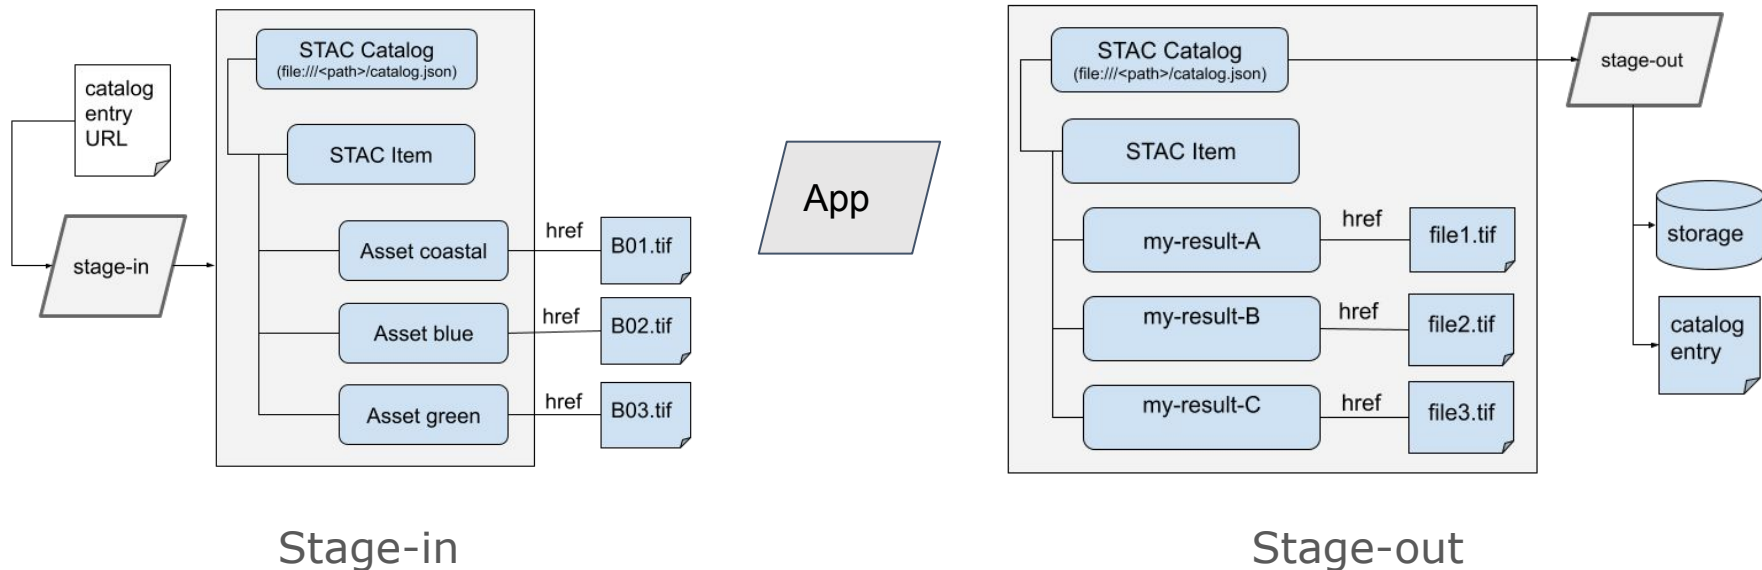 catalog
entry
URL
stage-in
STAC Catalog
(file:///<path>/catalog.json)
STAC Item
Asset coastal
href
B01.tif
Asset blue
href
B02.tif
Asset green
href
B03.tif
Stage-in
App
STAC Catalog
(file:///<path>/catalog.json)
STAC Item
my-result-A
href
file1.tif
my-result-B
href
file2.tif
my-result-C
href
file3.tif
stage-out
storage
catalog
entry
Stage-out